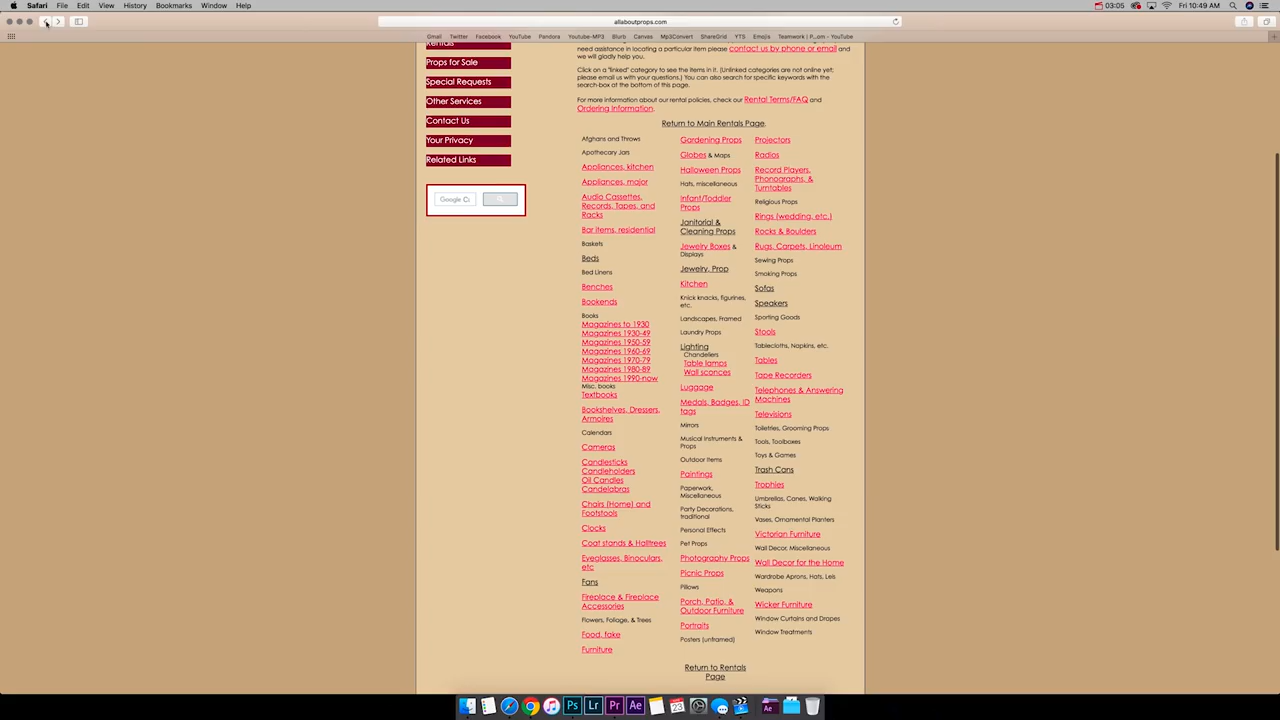 Safari File Edit View History Bookmarks Window Help
03:05 Fri 10:49 AM
allaboutprops.com
Gmail Twitter Facebook YouTube Pandora Youtube-MP3 Blurb Canvas Mp3Convert ShareGrid YTS Emojis Teamwork | P...om - YouTube
Rentals
Props for Sale
Special Requests
Other Services
Contact Us
Your Privacy
Related Links
Google
need assistance in locating a particular item please contact us by phone or email and
we will gladly help you.
Click on a "linked" category to see the items in it. (Unlinked categories are not online yet;
please email us with your questions.) You can also search for specific keywords with the
search box at the bottom of this page.
For more information about our rental policies, check our Rental Terms/FAQ and
Ordering Information.
Return to Main Rentals Page.
Afghans and Throws
Apothecary Jars
Appliances, kitchen
Appliances, major
Audio Cassettes,
Records, Tapes, and
Racks
Bar items, residential
Baskets
Beds
Bed Linens
Benches
Bookends
Books
Magazines to 1930
Magazines 1930-49
Magazines 1950-59
Magazines 1960-69
Magazines 1970-79
Magazines 1980-89
Magazines 1990-now
Misc. books
Textbooks
Bookshelves, Dressers,
Armoires
Calendars
Cameras
Candlesticks
Candleholders
Oil Candles
Candelabras
Chairs (Home) and
Footstools
Clocks
Coat stands & Halltrees
Eyeglasses, Binoculars,
etc
Fans
Fireplace & Fireplace
Accessories
Flowers, Foliage, & Trees
Food, fake
Furniture
Gardening Props
Globes & Maps
Halloween Props
Hats, miscellaneous
Infant/Toddler
Props
Janitorial &
Cleaning Props
Jewelry Boxes &
Displays
Jewelry, Prop
Kitchen
Knick knacks, figurines,
etc.
Landscapes, Framed
Laundry Props
Lighting
Chandeliers
Table lamps
Wall sconces
Luggage
Medals, Badges, ID
tags
Mirrors
Musical Instruments &
Props
Outdoor Items
Paintings
Paperwork,
Miscellaneous
Party Decorations,
traditional
Personal Effects
Pet Props
Photography Props
Picnic Props
Pillows
Porch, Patio, &
Outdoor Furniture
Portraits
Posters (unframed)
Projectors
Radios
Record Players,
Phonographs, &
Turntables
Religious Props
Rings (wedding, etc.)
Rocks & Boulders
Rugs, Carpets, Linoleum
Sewing Props
Smoking Props
Sofas
Speakers
Sporting Goods
Stools
Tablecloths, Napkins, etc.
Tables
Tape Recorders
Telephones & Answering
Machines
Televisions
Toiletries, Grooming Props
Tools, Toolboxes
Toys & Games
Trash Cans
Trophies
Umbrellas, Canes, Walking
Sticks
Vases, Ornamental Planters
Victorian Furniture
Wall Decor, Miscellaneous
Wall Decor for the Home
Wardrobe Aprons, Hats, Leis
Weapons
Wicker Furniture
Window Curtains and Drapes
Window Treatments
Return to Rentals
Page
Ps Lr Pr Ae 23 Ae